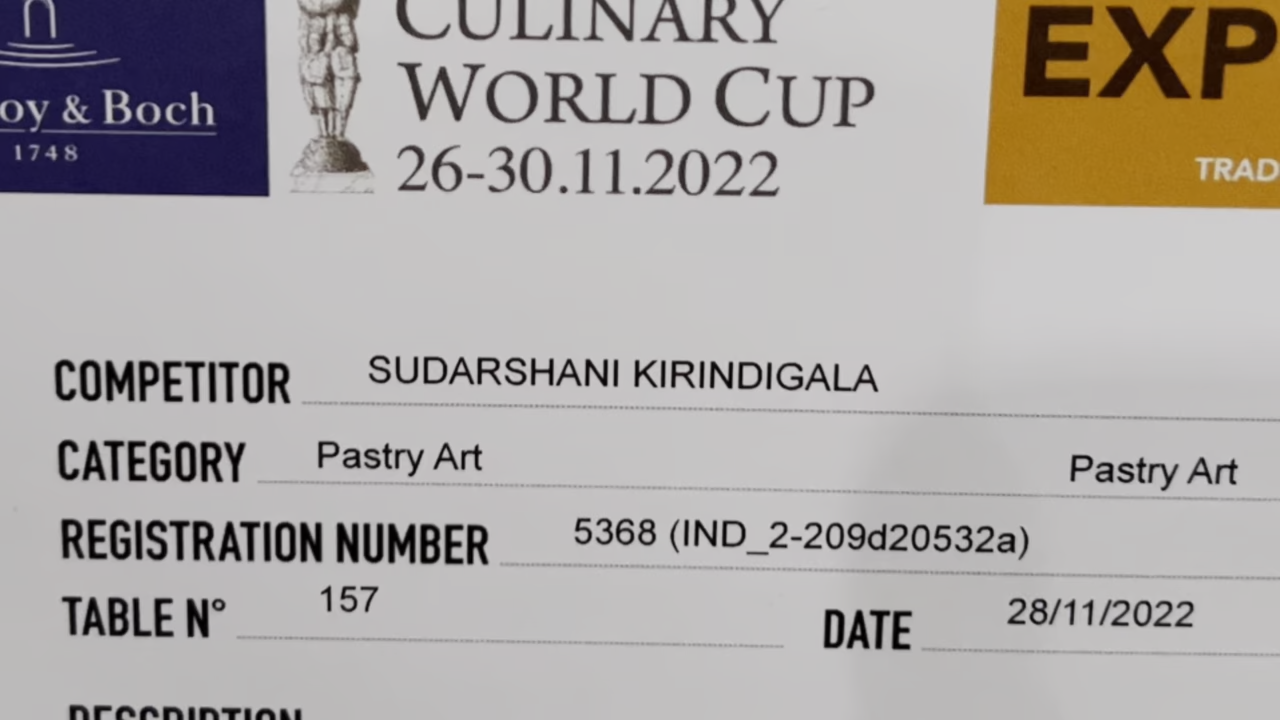 CULINARY
WORLD CUP
26-30.11.2022
oy & Boch
1748
EXP
TRAD
COMPETITOR SUDARSHANI KIRINDIGALA
CATEGORY Pastry Art Pastry Art
REGISTRATION NUMBER 5368 (IND_2-209d20532a)
TABLE N° 157 DATE 28/11/2022
DESCRIPTION